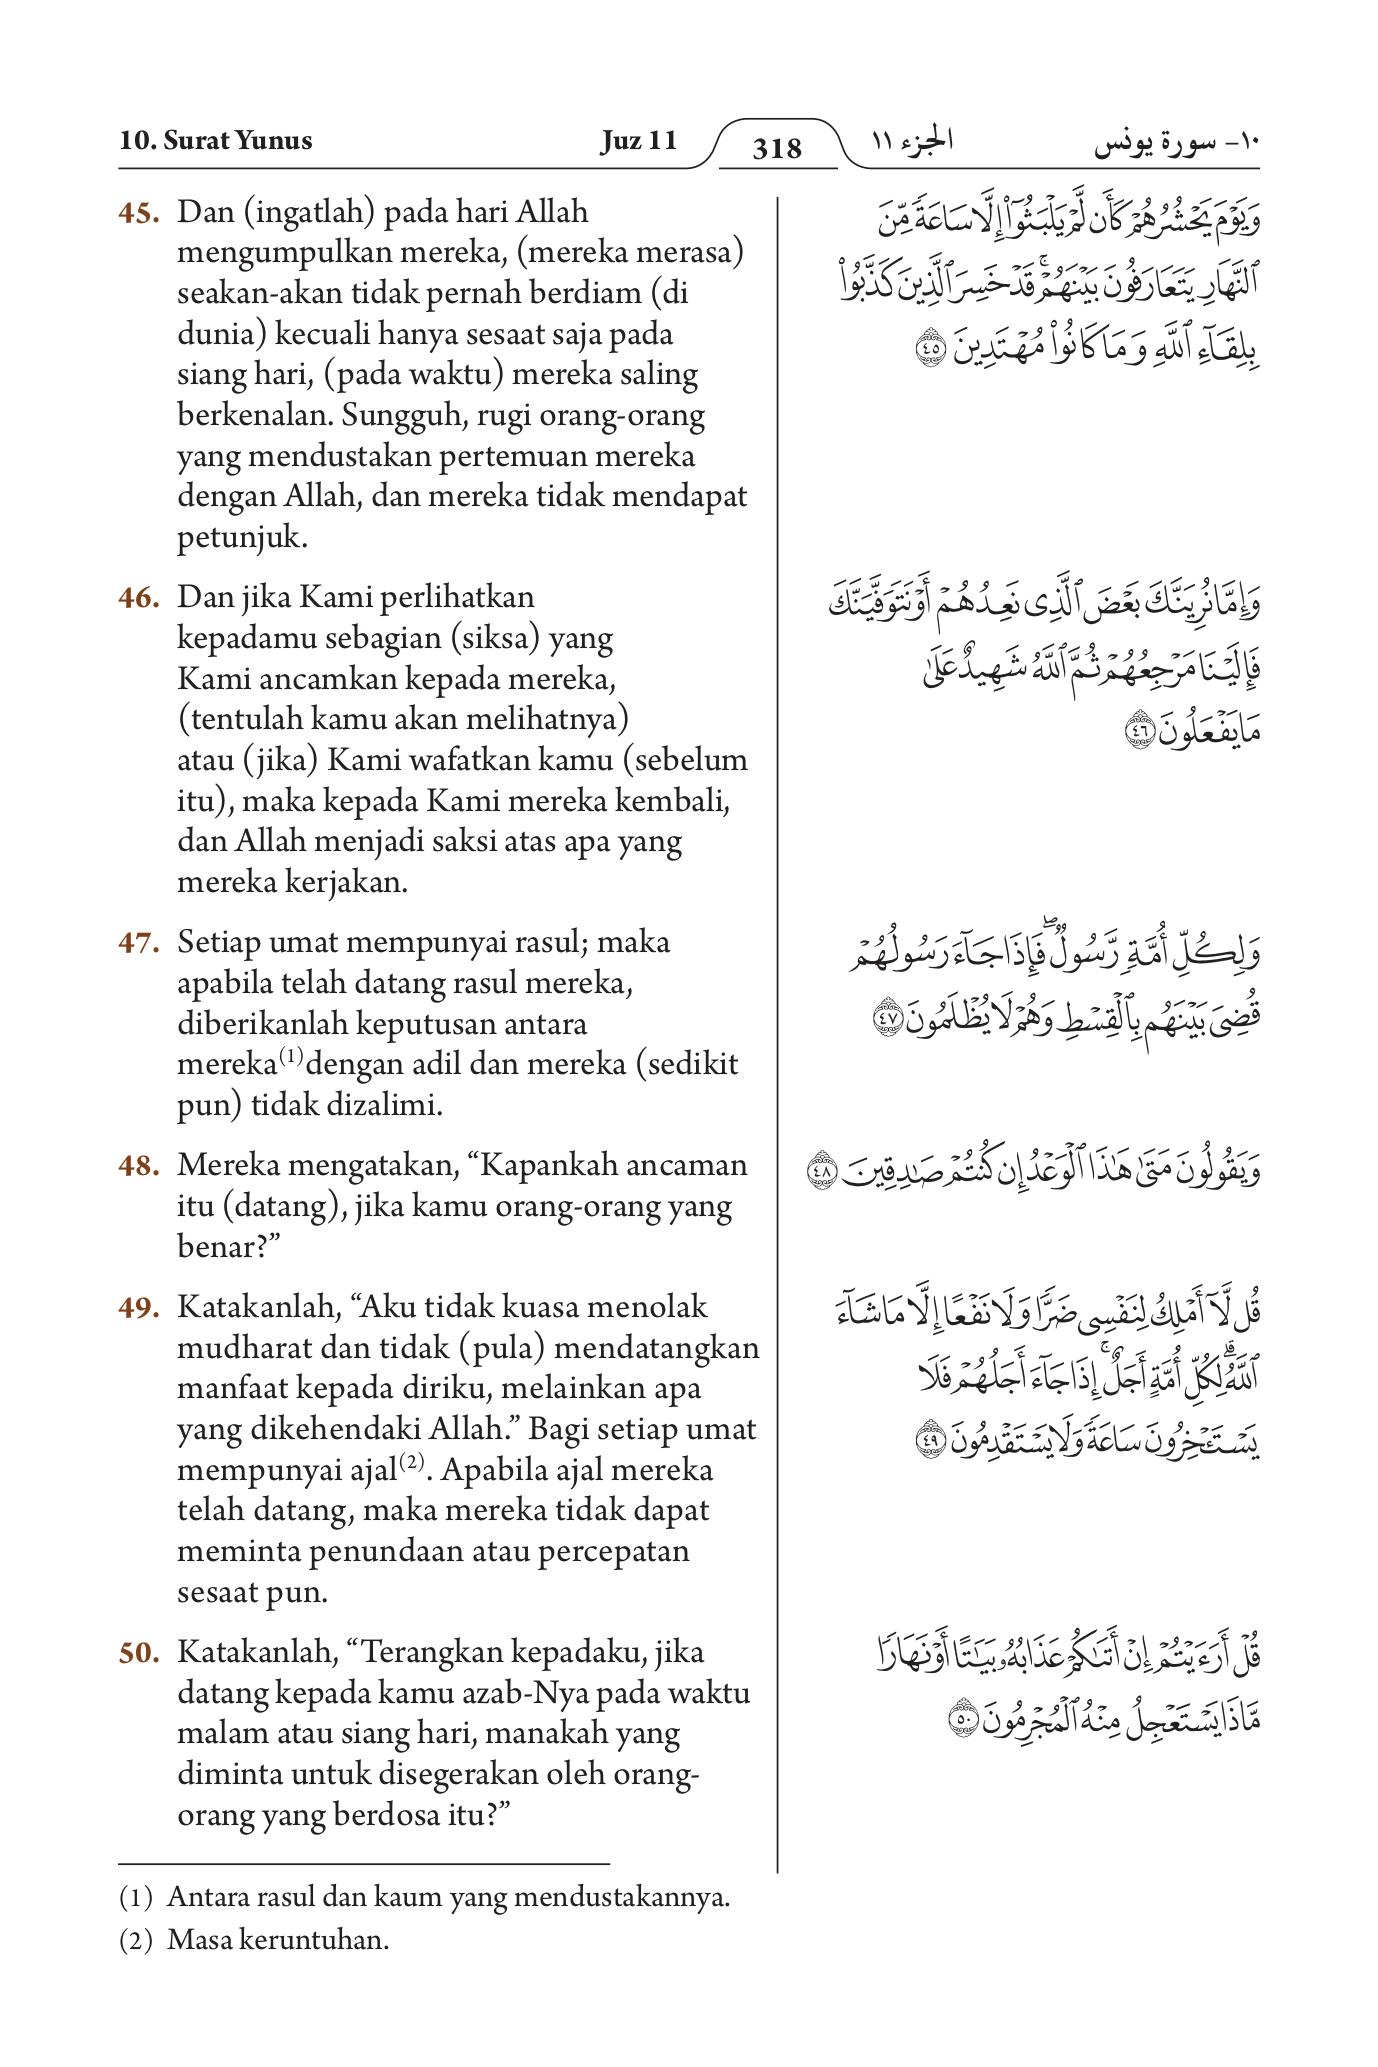 10. Surat Yunus Juz 11 318 الجزء ١١ ١٠- سورة يونس
45. Dan (ingatlah) pada hari Allah
mengumpulkan mereka, (mereka merasa)
seakan-akan tidak pernah berdiam (di
dunia) kecuali hanya sesaat saja pada
siang hari, (pada waktu) mereka saling
berkenalan. Sungguh, rugi orang-orang
yang mendustakan pertemuan mereka
dengan Allah, dan mereka tidak mendapat
petunjuk.
46. Dan jika Kami perlihatkan
kepadamu sebagian (siksa) yang
Kami ancamkan kepada mereka,
(tentulah kamu akan melihatnya)
atau (jika) Kami wafatkan kamu (sebelum
itu), maka kepada Kami mereka kembali,
dan Allah menjadi saksi atas apa yang
mereka kerjakan.
47. Setiap umat mempunyai rasul; maka
apabila telah datang rasul mereka,
diberikanlah keputusan antara
mereka(1)dengan adil dan mereka (sedikit
pun) tidak dizalimi.
48. Mereka mengatakan, “Kapankah ancaman
itu (datang), jika kamu orang-orang yang
benar?”
49. Katakanlah, “Aku tidak kuasa menolak
mudharat dan tidak (pula) mendatangkan
manfaat kepada diriku, melainkan apa
yang dikehendaki Allah.” Bagi setiap umat
mempunyai ajal(2). Apabila ajal mereka
telah datang, maka mereka tidak dapat
meminta penundaan atau percepatan
sesaat pun.
50. Katakanlah, “Terangkan kepadaku, jika
datang kepada kamu azab-Nya pada waktu
malam atau siang hari, manakah yang
diminta untuk disegerakan oleh orang-
orang yang berdosa itu?”
وَيَوْمَ يَحْشُرُهُمْ كَأَن لَّمْ يَلْبَثُوٓا۟ إِلَّا سَاعَةً مِّنَ
ٱلنَّهَارِ يَتَعَارَفُونَ بَيْنَهُمْ ۚ قَدْ خَسِرَ ٱلَّذِينَ كَذَّبُوا۟
بِلِقَآءِ ٱللَّهِ وَمَا كَانُوا۟ مُهْتَدِينَ ٤٥
وَإِمَّا نُرِيَنَّكَ بَعْضَ ٱلَّذِى نَعِدُهُمْ أَوْ نَتَوَفَّيَنَّكَ
فَإِلَيْنَا مَرْجِعُهُمْ ثُمَّ ٱللَّهُ شَهِيدٌ عَلَىٰ
مَا يَفْعَلُونَ ٤٦
وَلِكُلِّ أُمَّةٍ رَّسُولٌ ۖ فَإِذَا جَآءَ رَسُولُهُمْ
قُضِىَ بَيْنَهُم بِٱلْقِسْطِ وَهُمْ لَا يُظْلَمُونَ ٤٧
وَيَقُولُونَ مَتَىٰ هَـٰذَا ٱلْوَعْدُ إِن كُنتُمْ صَـٰدِقِينَ ٤٨
قُل لَّآ أَمْلِكُ لِنَفْسِى ضَرًّا وَلَا نَفْعًا إِلَّا مَا شَآءَ
ٱللَّهُ ۗ لِكُلِّ أُمَّةٍ أَجَلٌ ۚ إِذَا جَآءَ أَجَلُهُمْ فَلَا
يَسْتَـْٔخِرُونَ سَاعَةً وَلَا يَسْتَقْدِمُونَ ٤٩
قُلْ أَرَءَيْتُمْ إِنْ أَتَىٰكُمْ عَذَابُهُۥ بَيَـٰتًا أَوْ نَهَارًا
مَّاذَا يَسْتَعْجِلُ مِنْهُ ٱلْمُجْرِمُونَ ٥٠
(1) Antara rasul dan kaum yang mendustakannya.
(2) Masa keruntuhan.